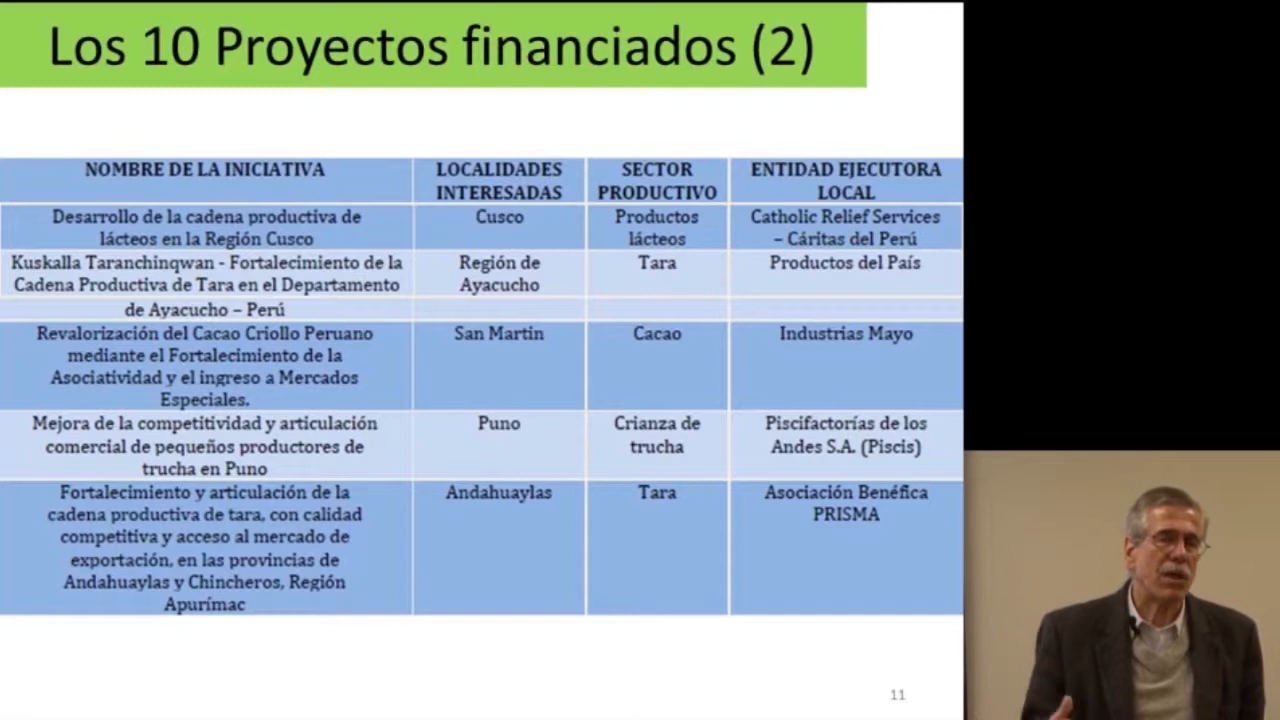 Los 10 Proyectos financiados (2)
NOMBRE DE LA INICIATIVA
LOCALIDADES
INTERESADAS
SECTOR
PRODUCTIVO
ENTIDAD EJECUTORA
LOCAL
Desarrollo de la cadena productiva de
lácteos en la Región Cusco
Cusco
Productos
lácteos
Catholic Relief Services
– Cáritas del Perú
Kuskalla Taranchinqwan - Fortalecimiento de la
Cadena Productiva de Tara en el Departamento
de Ayacucho – Perú
Región de
Ayacucho
Tara
Productos del País
Revalorización del Cacao Criollo Peruano
mediante el Fortalecimiento de la
Asociatividad y el ingreso a Mercados
Especiales.
San Martin
Cacao
Industrias Mayo
Mejora de la competitividad y articulación
comercial de pequeños productores de
trucha en Puno
Puno
Crianza de
trucha
Piscifactorías de los
Andes S.A. (Piscis)
Fortalecimiento y articulación de la
cadena productiva de tara, con calidad
competitiva y acceso al mercado de
exportación, en las provincias de
Andahuaylas y Chincheros, Región
Apurímac
Andahuaylas
Tara
Asociación Benéfica
PRISMA
11